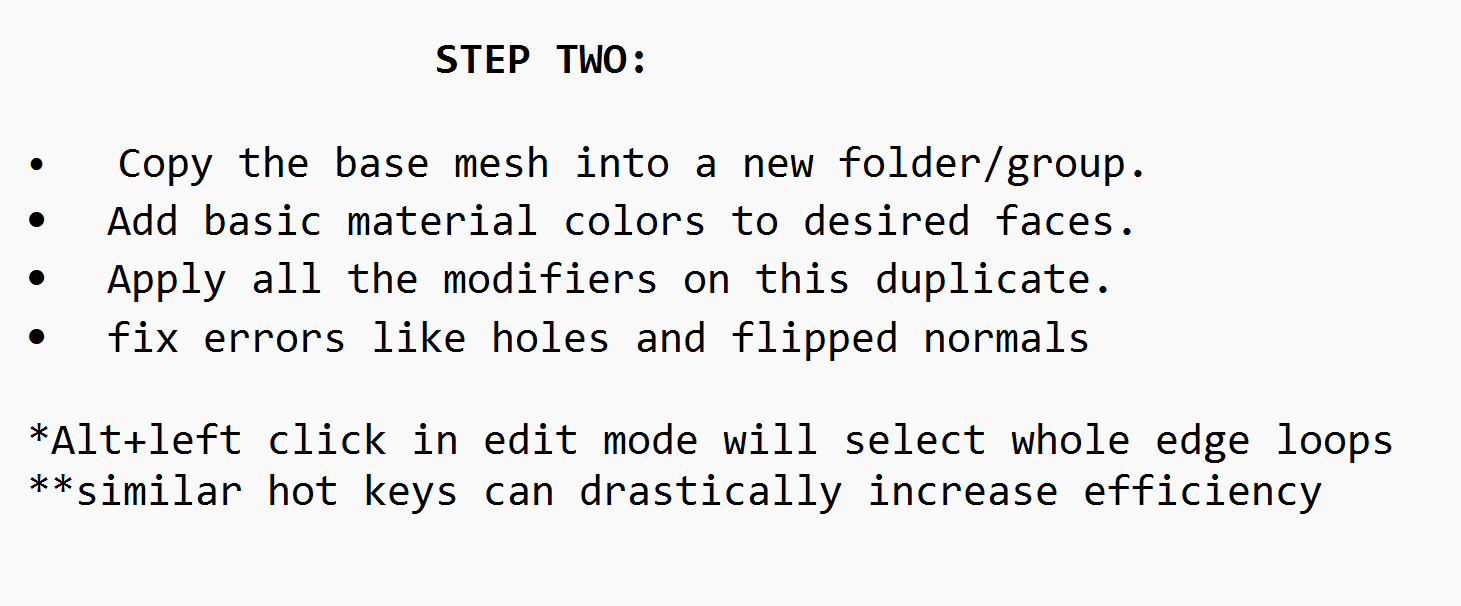 STEP TWO:
• Copy the base mesh into a new folder/group.
• Add basic material colors to desired faces.
• Apply all the modifiers on this duplicate.
• fix errors like holes and flipped normals
*Alt+left click in edit mode will select whole edge loops
**similar hot keys can drastically increase efficiency